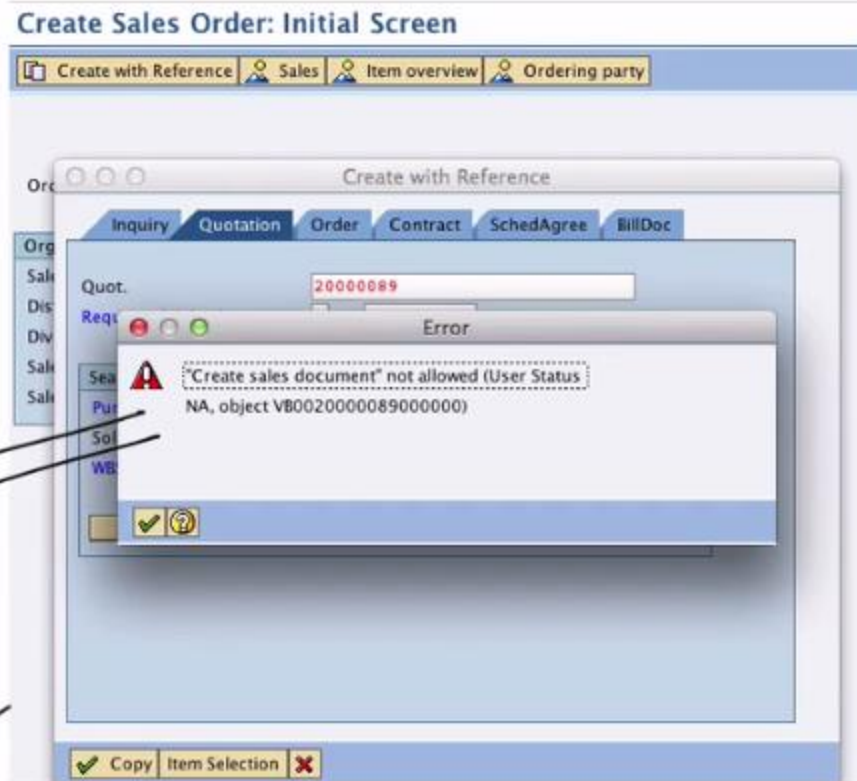 Create Sales Order: Initial Screen
Create with Reference Sales Item overview Ordering party
Create with Reference
Inquiry Quotation Order Contract SchedAgree BillDoc
Quot. 20000089
Error
"Create sales document" not allowed (User Status
NA, object VB0020000089000000)
Copy Item Selection